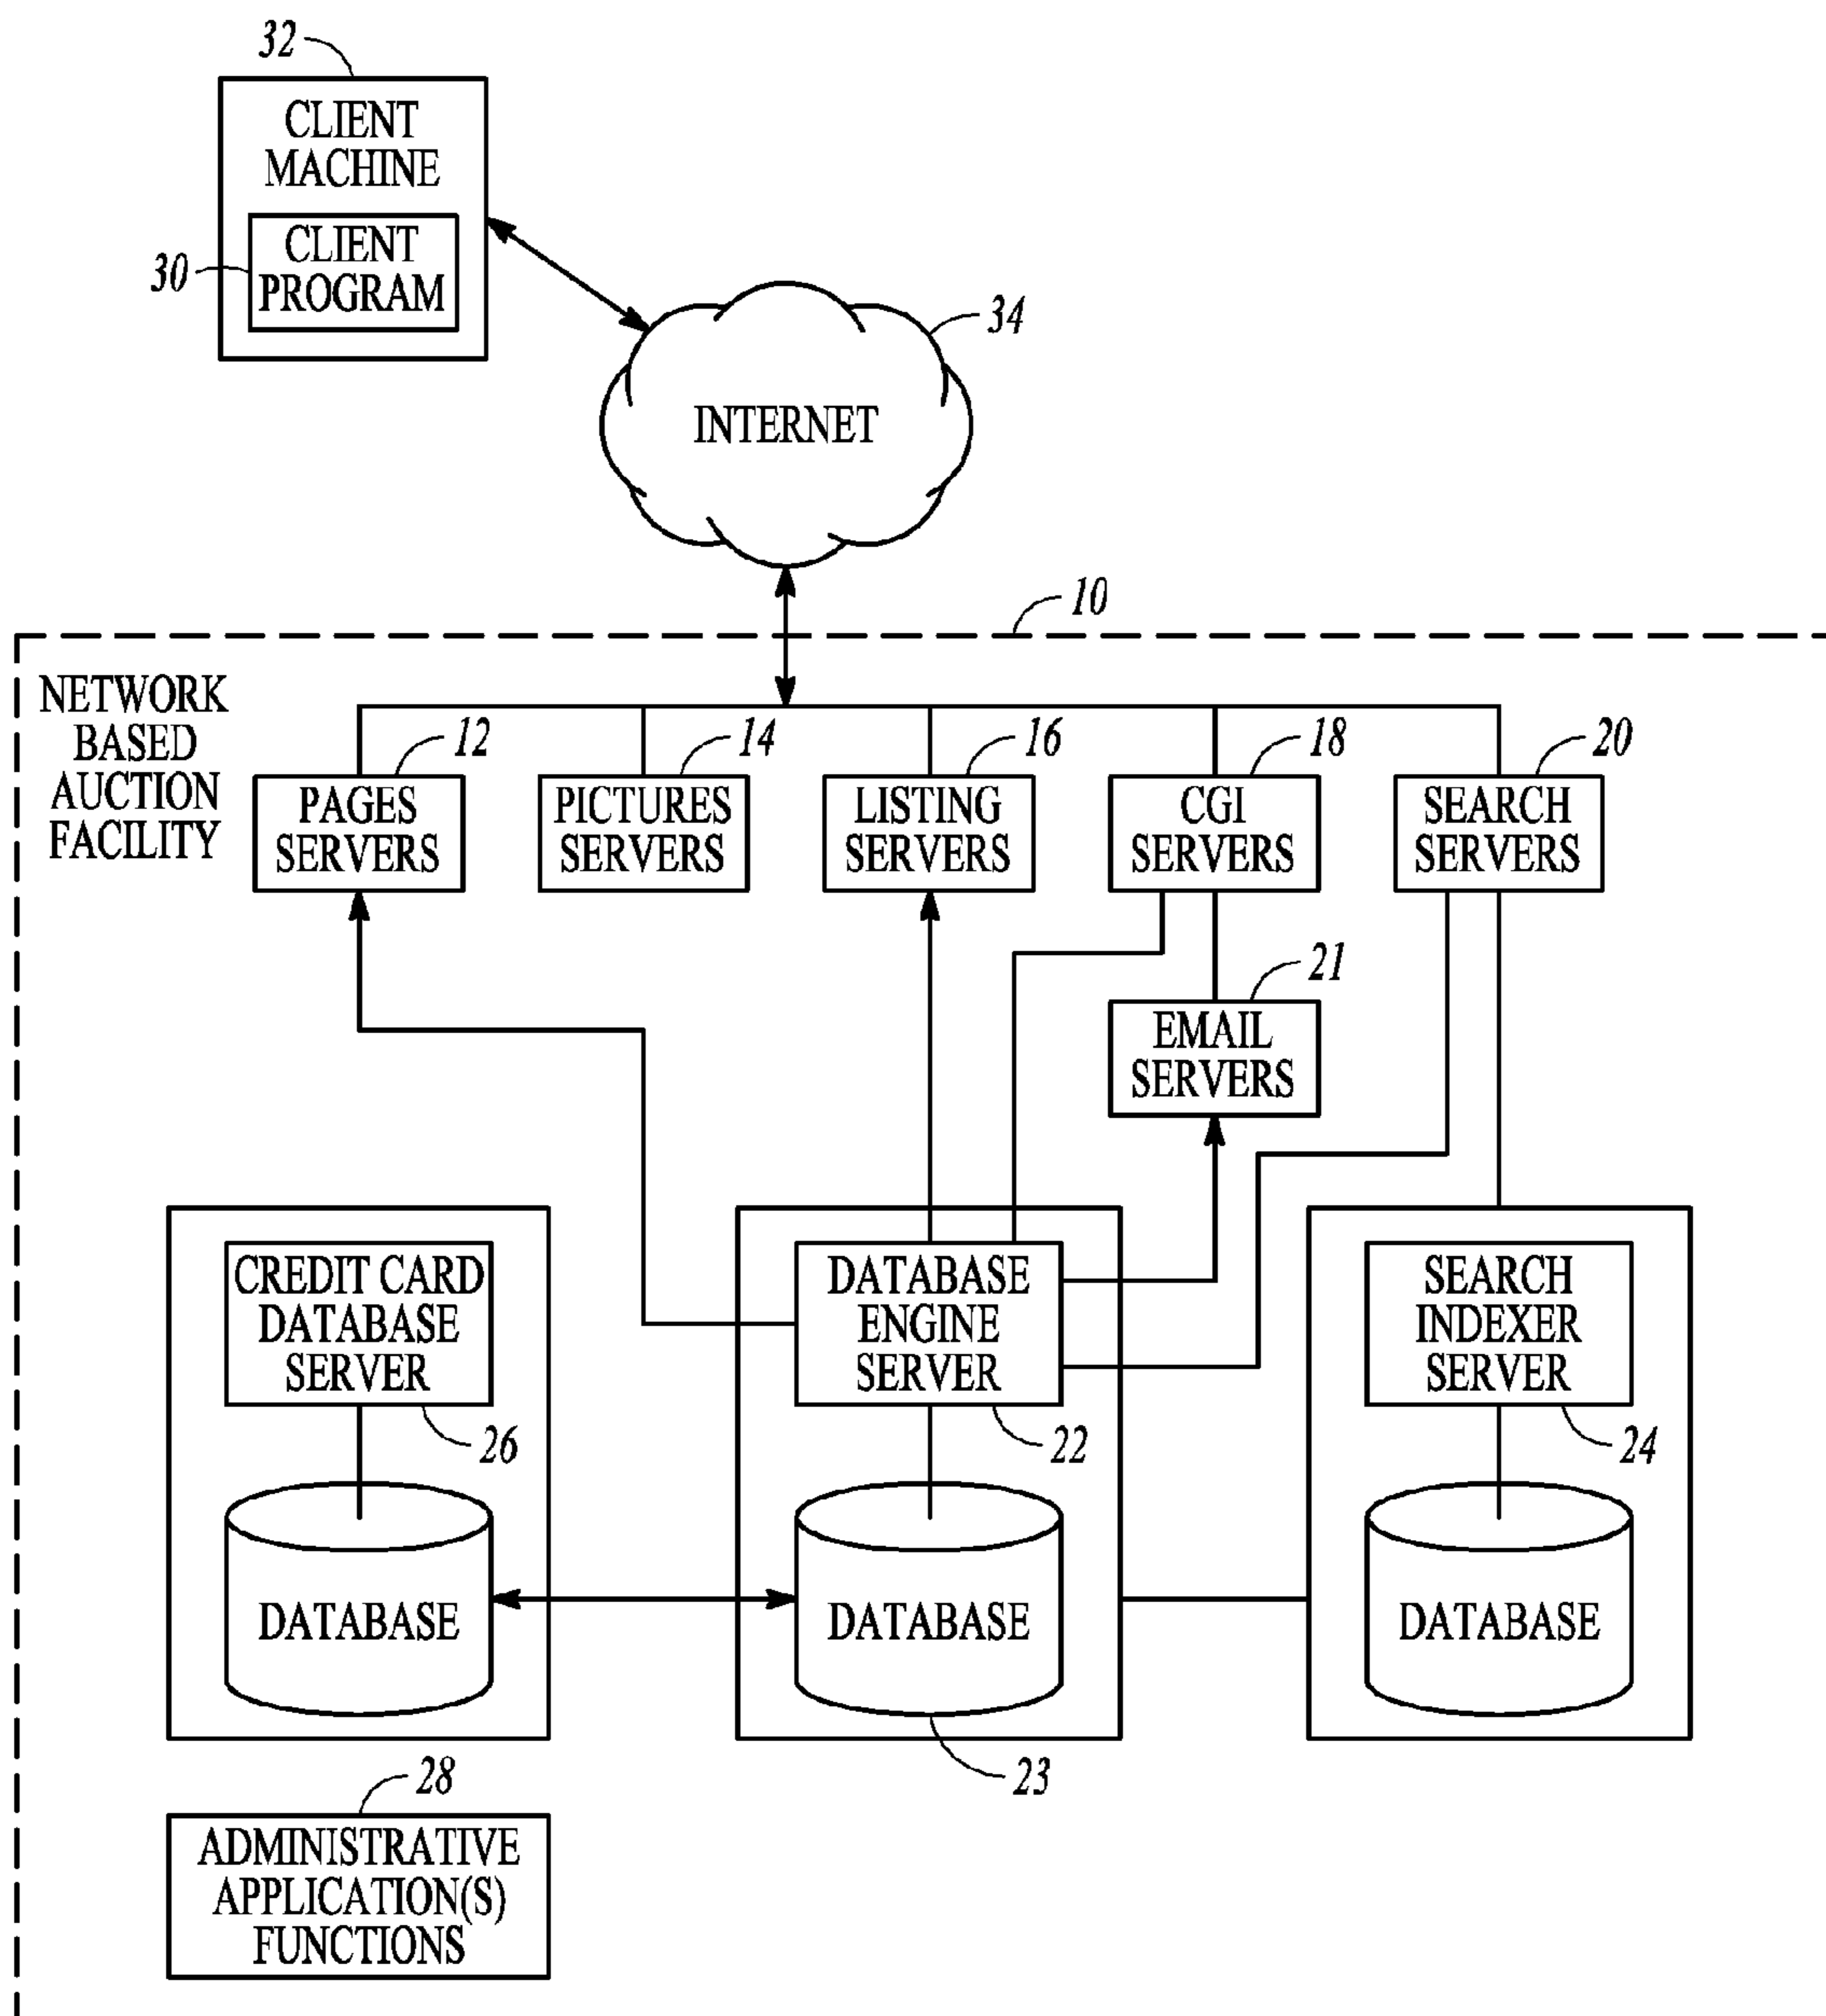 32
CLIENT
MACHINE
CLIENT
PROGRAM
30
34
INTERNET
10
NETWORK
BASED
AUCTION
FACILITY
12
PAGES
SERVERS
14
PICTURES
SERVERS
16
LISTING
SERVERS
18
CGI
SERVERS
20
SEARCH
SERVERS
21
EMAIL
SERVERS
CREDIT CARD
DATABASE
SERVER
26
DATABASE
DATABASE
ENGINE
SERVER
22
DATABASE
23
SEARCH
INDEXER
SERVER
24
DATABASE
28
ADMINISTRATIVE
APPLICATION(S)
FUNCTIONS